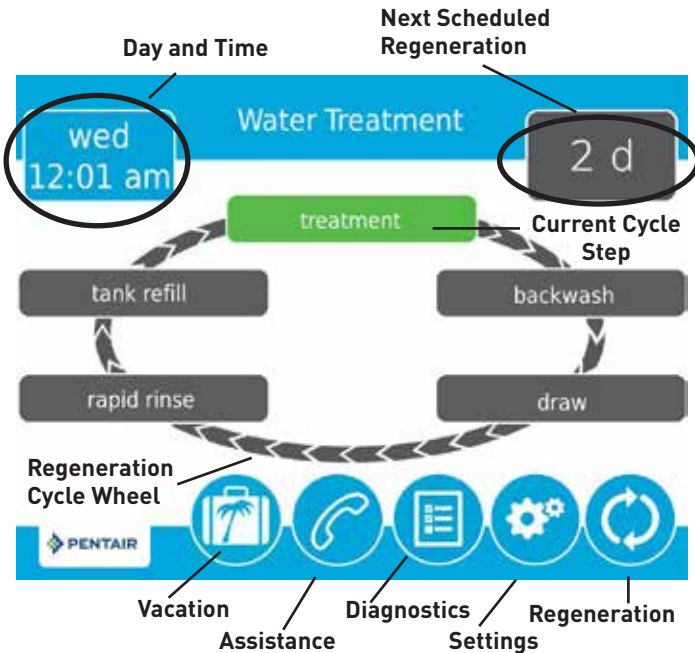 Next Scheduled
Regeneration
Day and Time
wed
12:01 am
Water Treatment
2 d
treatment
Current Cycle
Step
tank refill
backwash
rapid rinse
draw
Regeneration
Cycle Wheel
PENTAIR
Vacation
Assistance
Diagnostics
Settings
Regeneration